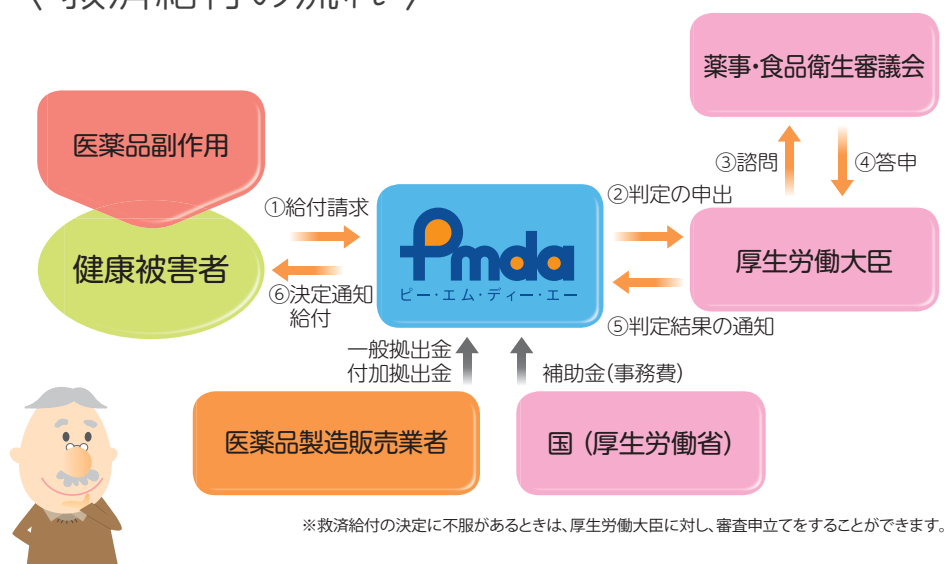 〈救済給付の流れ〉
薬事・食品衛生審議会
医薬品副作用
③諮問
④答申
①給付請求
②判定の申出
健康被害者
Pmda
ピー・エム・ディー・エー
厚生労働大臣
⑥決定通知
給付
⑤判定結果の通知
一般拠出金
付加拠出金
補助金(事務費)
医薬品製造販売業者
国(厚生労働省)
※救済給付の決定に不服があるときは、厚生労働大臣に対し、審査申立てをすることができます。